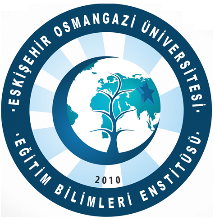 · ESKİŞEHİR OSMANGAZİ ÜNİVERSİTESİ ·
EĞİTİM BİLİMLERİ ENSTİTÜSÜ
2010